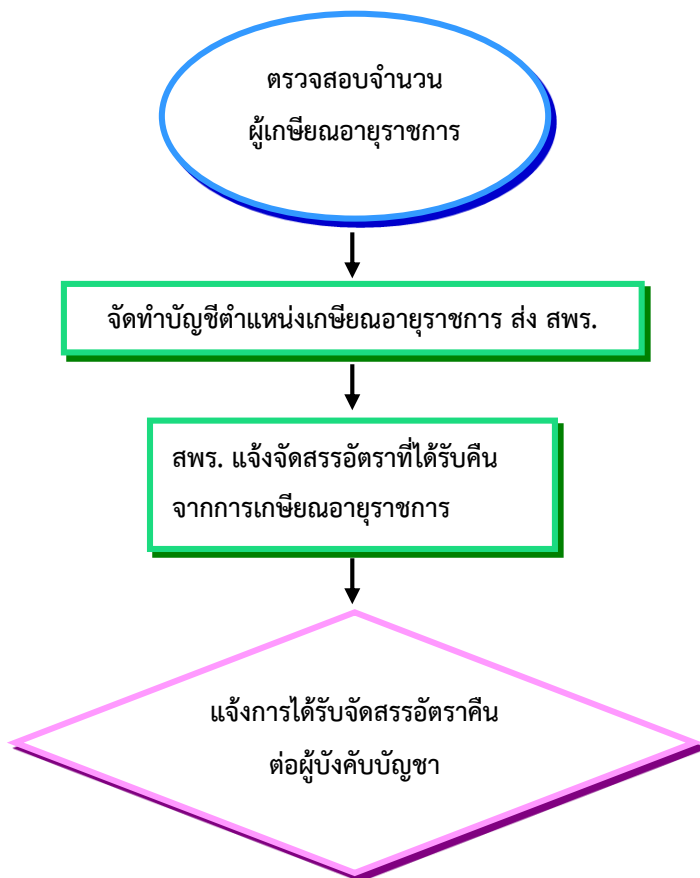 ตรวจสอบจำนวน
ผู้เกษียณอายุราชการ
จัดทำบัญชีตำแหน่งเกษียณอายุราชการ ส่ง สพร.
สพร. แจ้งจัดสรรอัตราที่ได้รับคืน
จากการเกษียณอายุราชการ
แจ้งการได้รับจัดสรรอัตราคืน
ต่อผู้บังคับบัญชา